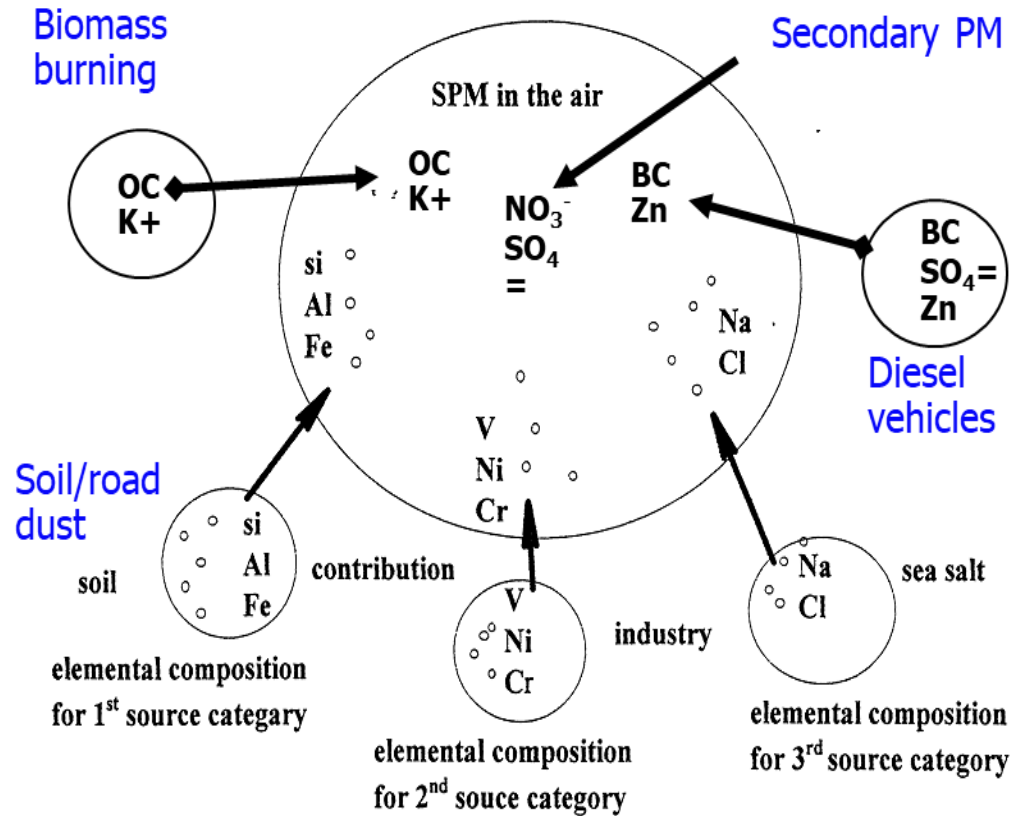 Biomass
burning
Secondary PM
SPM in the air
OC
K+
OC
K+
NO₃⁻
SO₄
=
BC
Zn
BC
SO₄=
Zn
Diesel
vehicles
si
Al
Fe
Na
Cl
V
Ni
Cr
Soil/road
dust
soil
si
Al
Fe
contribution
V
Ni
Cr
industry
Na
Cl
sea salt
elemental composition
for 1st source categary
elemental composition
for 2nd souce category
elemental composition
for 3rd source category